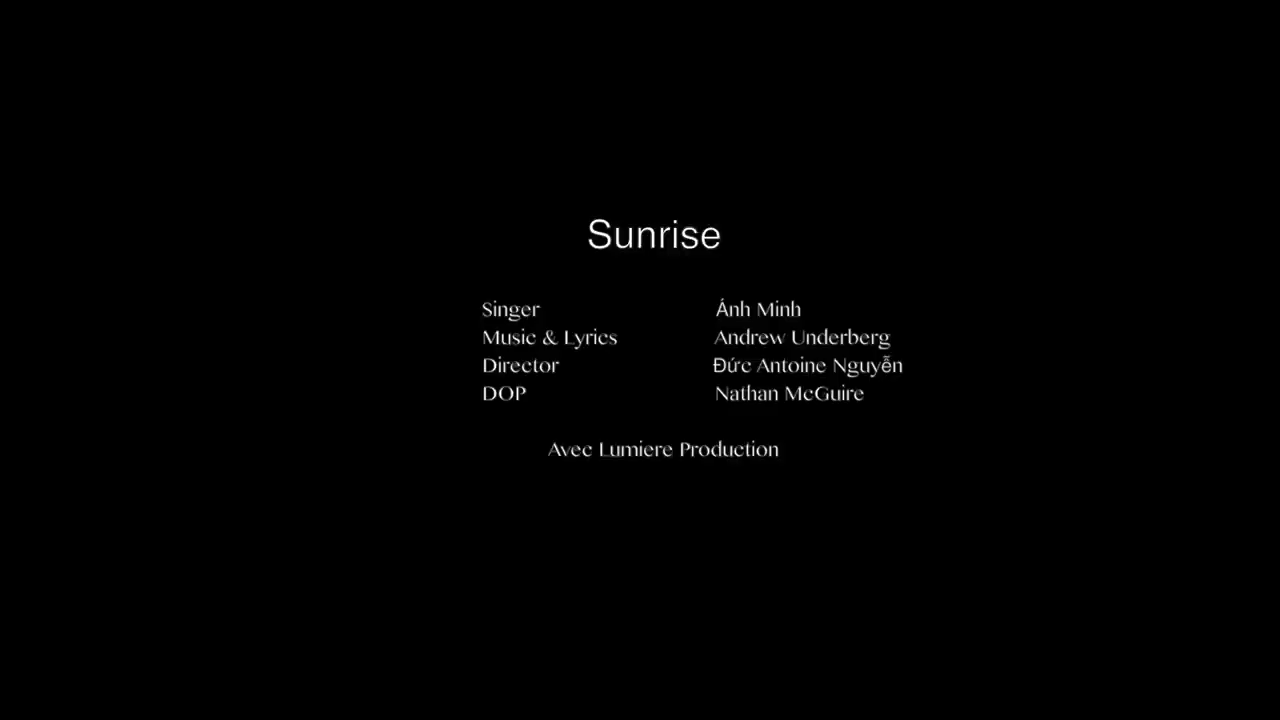 Sunrise
Singer Ánh Minh
Music & Lyrics Andrew Underberg
Director Đức Antoine Nguyễn
DOP Nathan McGuire
Avec Lumiere Production